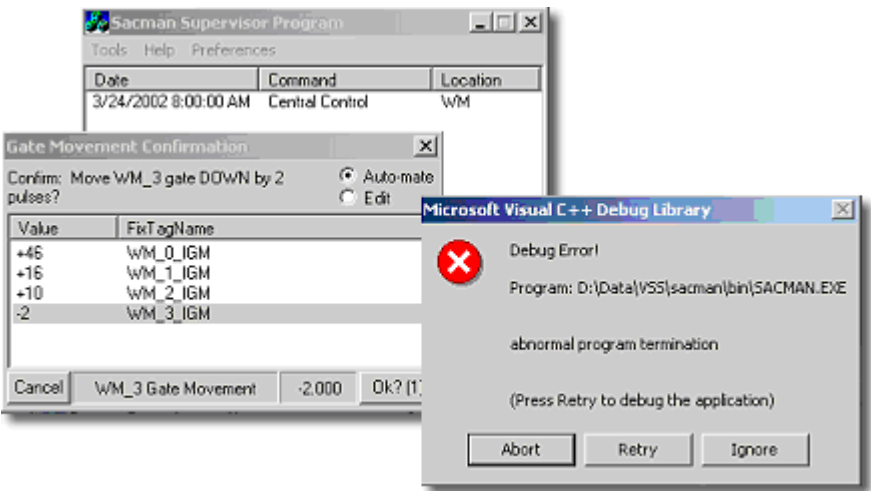 Sacman Supervisor Program
Tools Help Preferences
Date Command Location
3/24/2002 8:00:00 AM Central Control WM
Gate Movement Confirmation
Confirm: Move WM_3 gate DOWN by 2
pulses?
Auto-mate
Edit
Value FixTagName
+46 WM_0_IGM
+16 WM_1_IGM
+10 WM_2_IGM
-2 WM_3_IGM
Cancel WM_3 Gate Movement -2.000 Ok? (1)
Microsoft Visual C++ Debug Library
Debug Error!
Program: D:\Data\VSS\sacman\bin\SACMAN.EXE
abnormal program termination
(Press Retry to debug the application)
Abort Retry Ignore